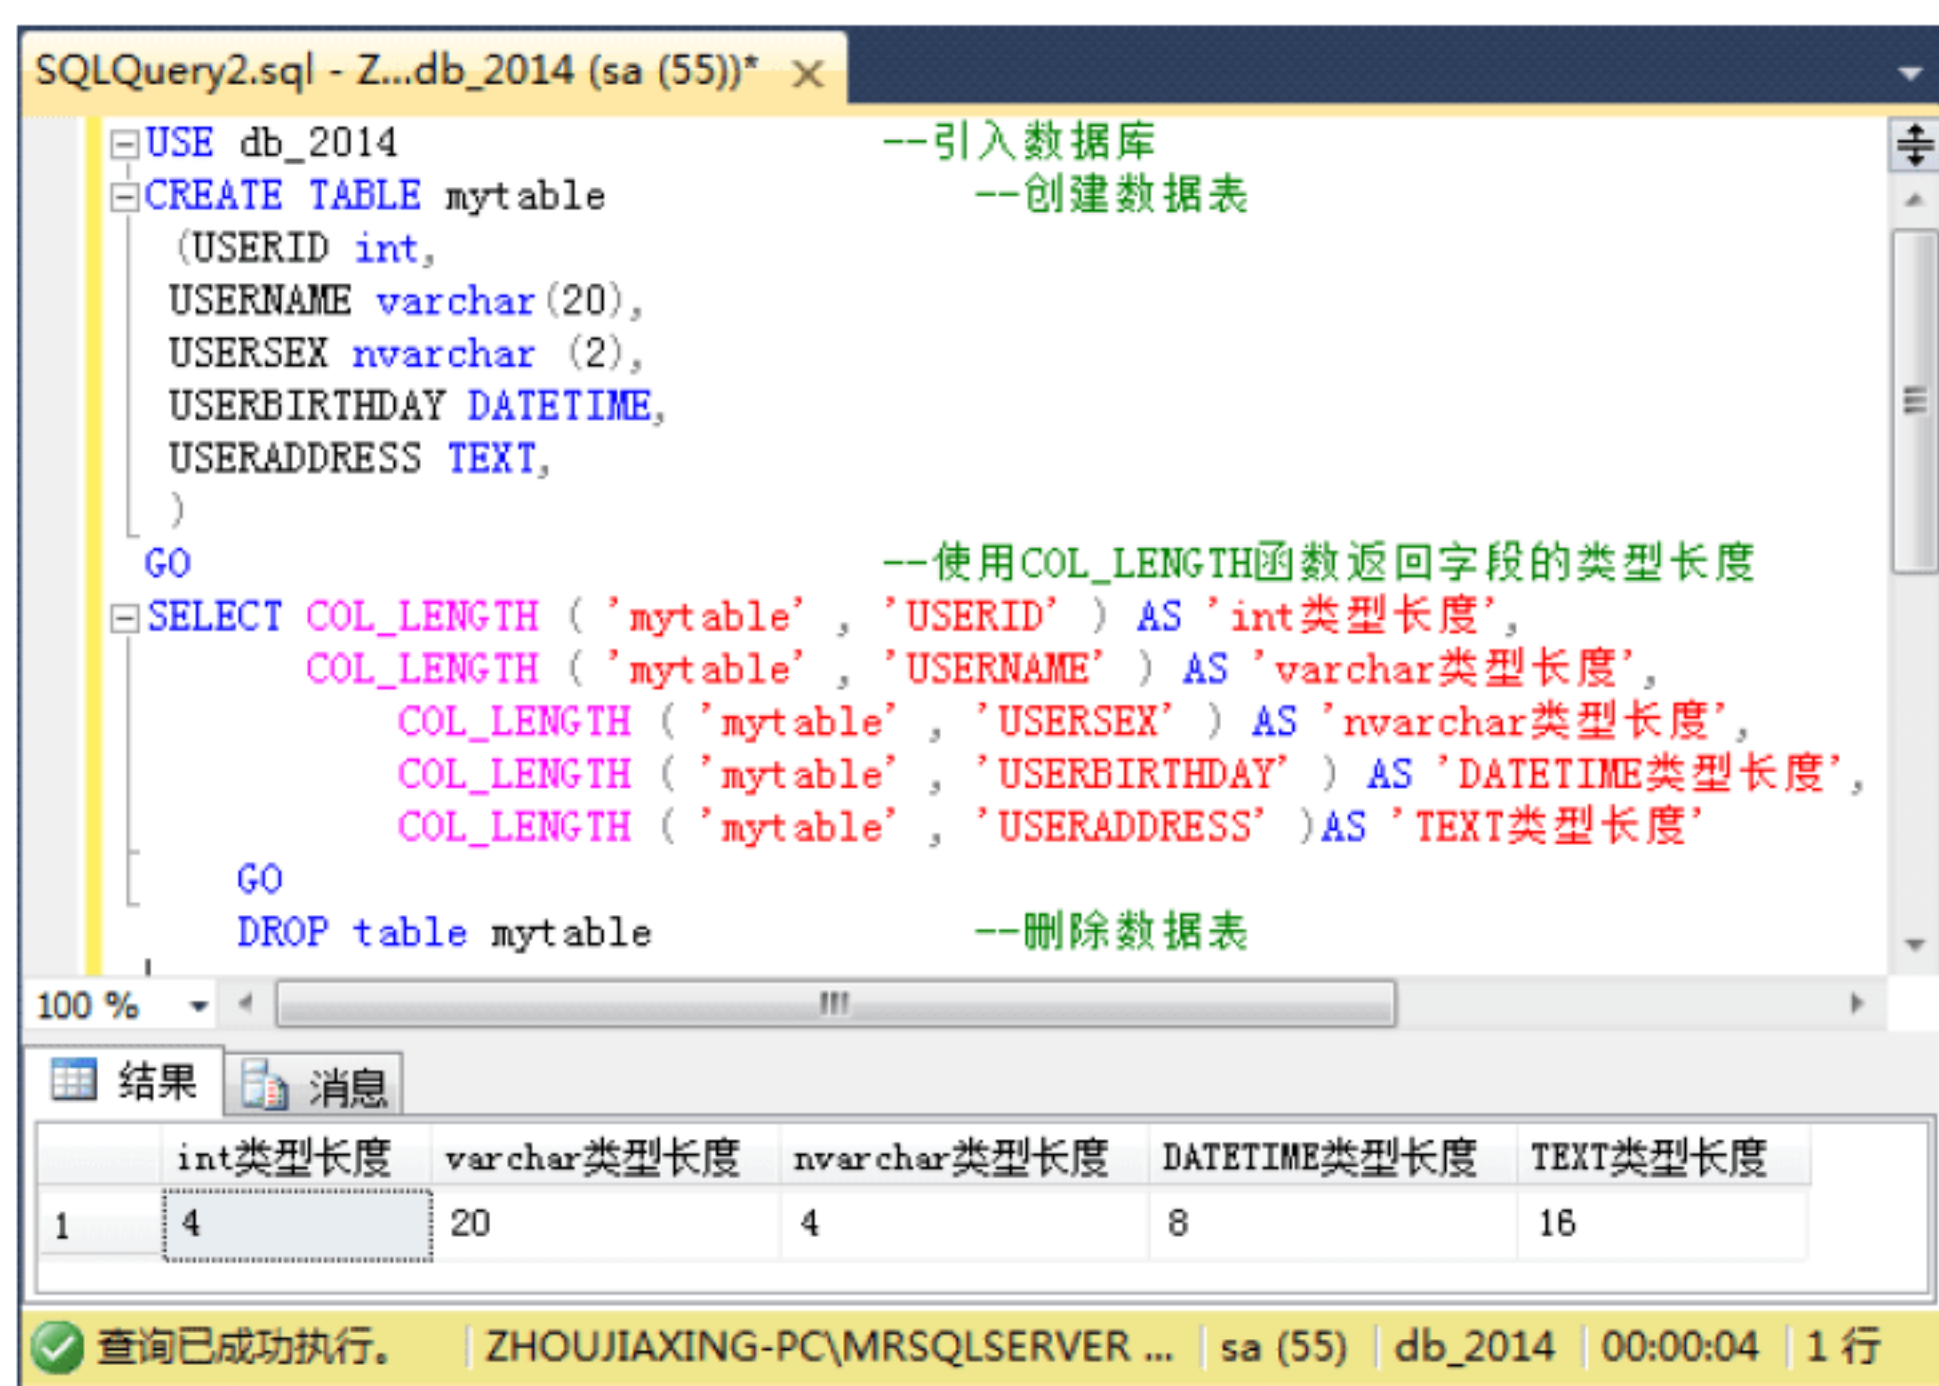 SQLQuery2.sql - Z...db_2014 (sa (55))*
USE db_2014 --引入数据库
CREATE TABLE mytable --创建数据表
(USERID int,
USERNAME varchar(20),
USERSEX nvarchar (2),
USERBIRTHDAY DATETIME,
USERADDRESS TEXT,
)
GO --使用COL_LENGTH函数返回字段的类型长度
SELECT COL_LENGTH ( 'mytable' , 'USERID' ) AS 'int类型长度',
COL_LENGTH ( 'mytable' , 'USERNAME' ) AS 'varchar类型长度',
COL_LENGTH ( 'mytable' , 'USERSEX' ) AS 'nvarchar类型长度',
COL_LENGTH ( 'mytable' , 'USERBIRTHDAY' ) AS 'DATETIME类型长度',
COL_LENGTH ( 'mytable' , 'USERADDRESS' )AS 'TEXT类型长度'
GO
DROP table mytable --删除数据表
100 %
结果 消息
int类型长度 varchar类型长度 nvarchar类型长度 DATETIME类型长度 TEXT类型长度
1 4 20 4 8 16
查询已成功执行。 ZHOUJIAXING-PC\MRSQLSERVER ... sa (55) db_2014 00:00:04 1 行